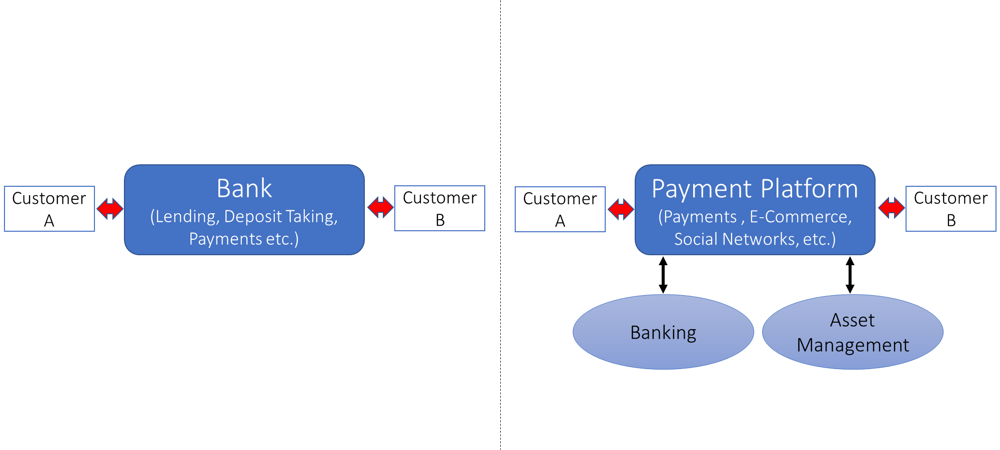 Customer
A
Bank
(Lending, Deposit Taking,
Payments etc.)
Customer
B
Customer
A
Payment Platform
(Payments , E-Commerce,
Social Networks, etc.)
Customer
B
Banking
Asset
Management